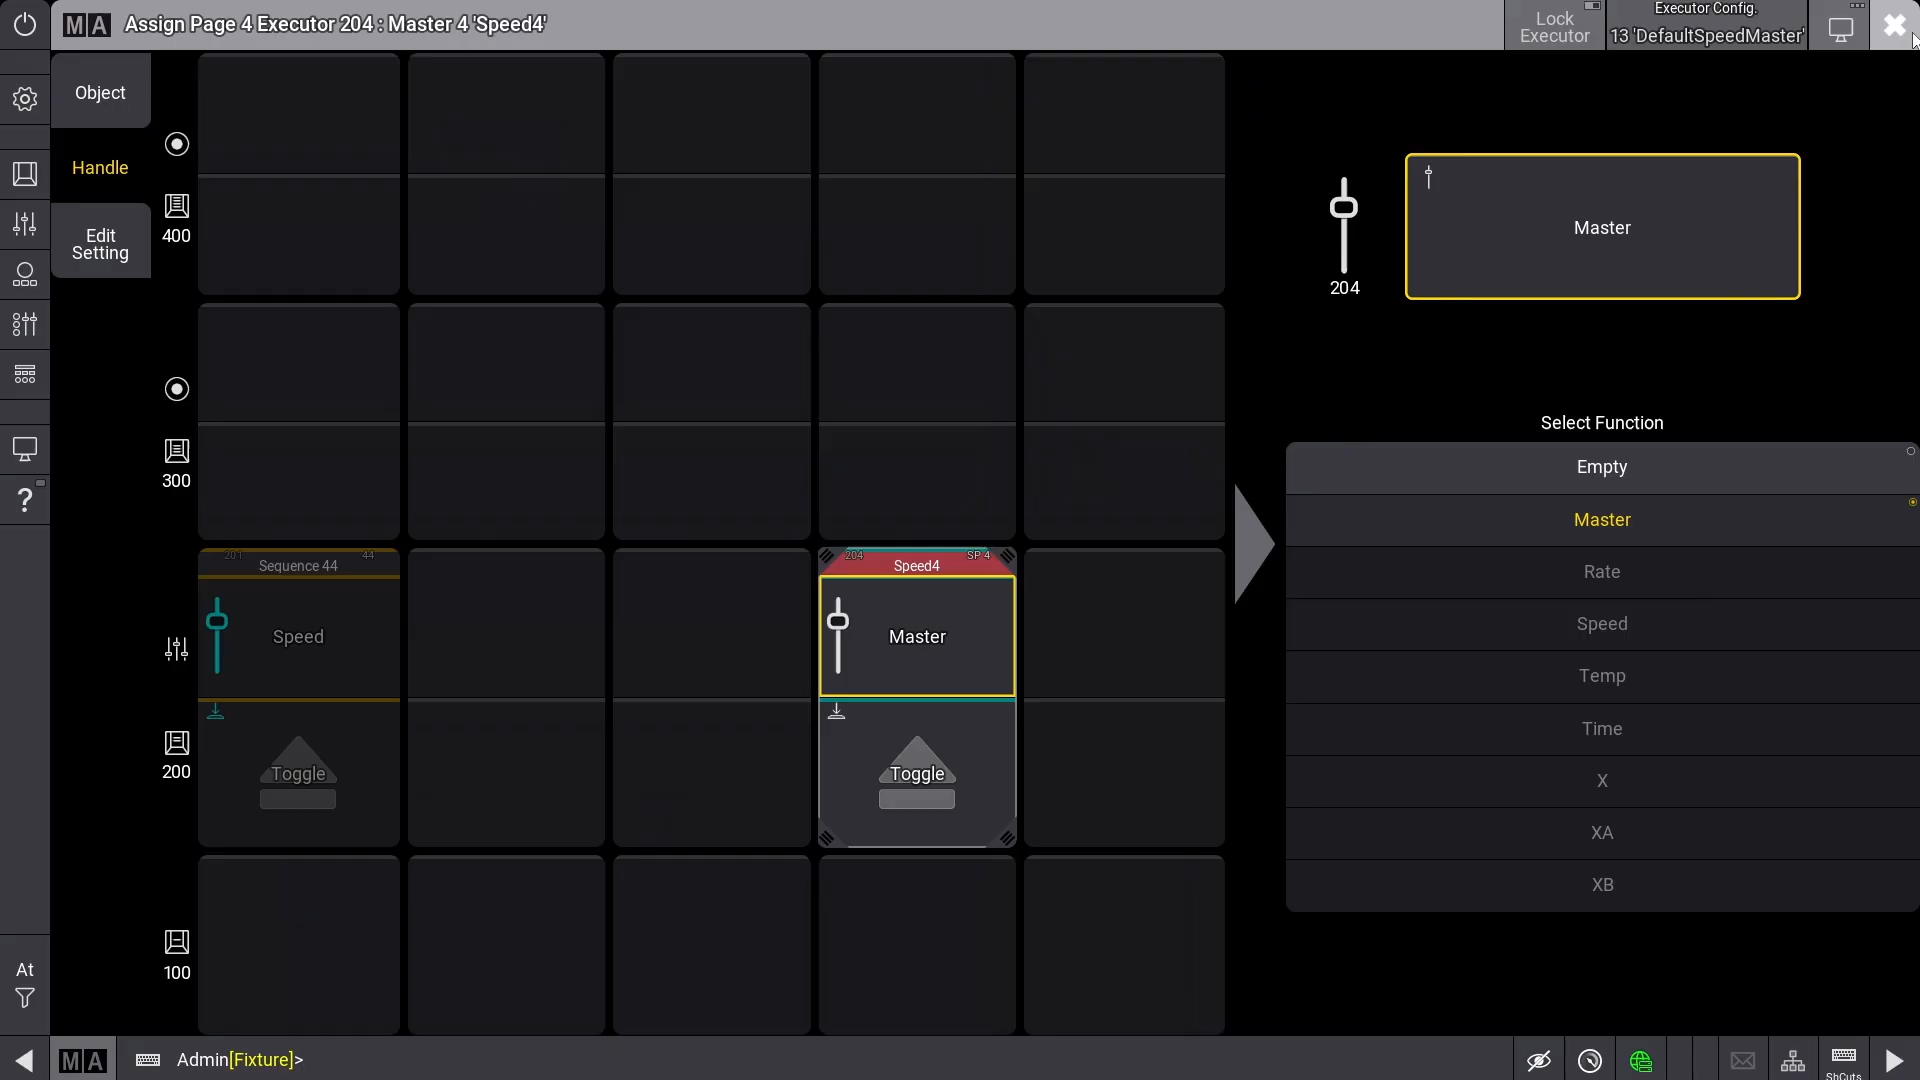 MA
Assign Page 4 Executor 204 : Master 4 'Speed4'
Lock
Executor
Executor Config.
13 'DefaultSpeedMaster'
Object
Handle
Edit
Setting
400
300
200
100
201
44
Sequence 44
Speed
Toggle
204
SP 4
Speed4
Master
Toggle
204
Master
Select Function
Empty
Master
Rate
Speed
Temp
Time
X
XA
XB
?
At
MA
Admin[Fixture]>
ShCuts